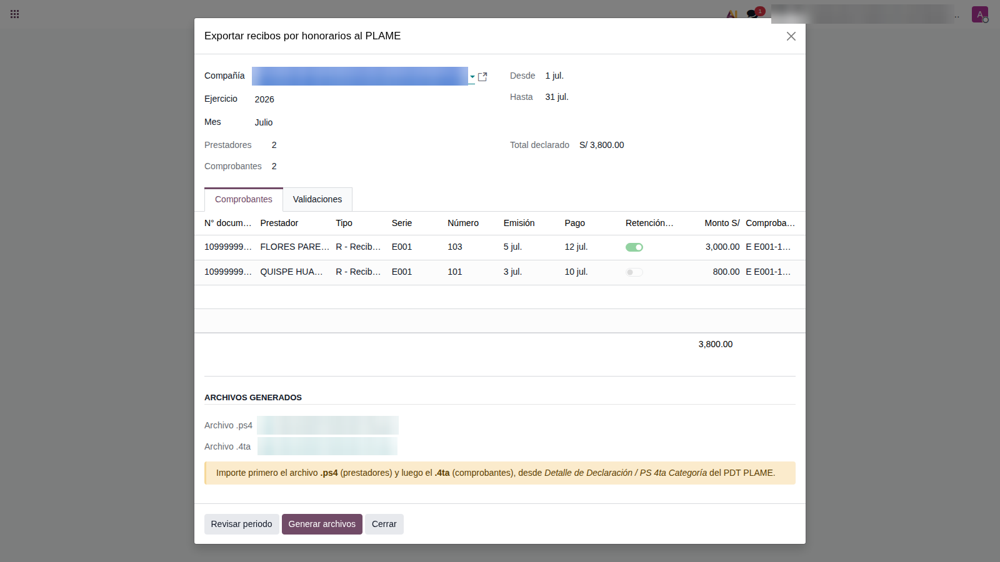 AI 1 .. A
Exportar recibos por honorarios al PLAME
Compañía
Desde 1 jul.
Ejercicio 2026
Hasta 31 jul.
Mes Julio
Prestadores 2
Total declarado S/ 3,800.00
Comprobantes 2
Comprobantes Validaciones
N° docum… Prestador Tipo Serie Número Emisión Pago Retención… Monto S/ Comproba…
10999999… FLORES PARE… R - Recib… E001 103 5 jul. 12 jul. 3,000.00 E E001-1…
10999999… QUISPE HUA… R - Recib… E001 101 3 jul. 10 jul. 800.00 E E001-1…
3,800.00
ARCHIVOS GENERADOS
Archivo .ps4
Archivo .4ta
Importe primero el archivo .ps4 (prestadores) y luego el .4ta (comprobantes), desde Detalle de Declaración / PS 4ta Categoría del PDT PLAME.
Revisar periodo Generar archivos Cerrar